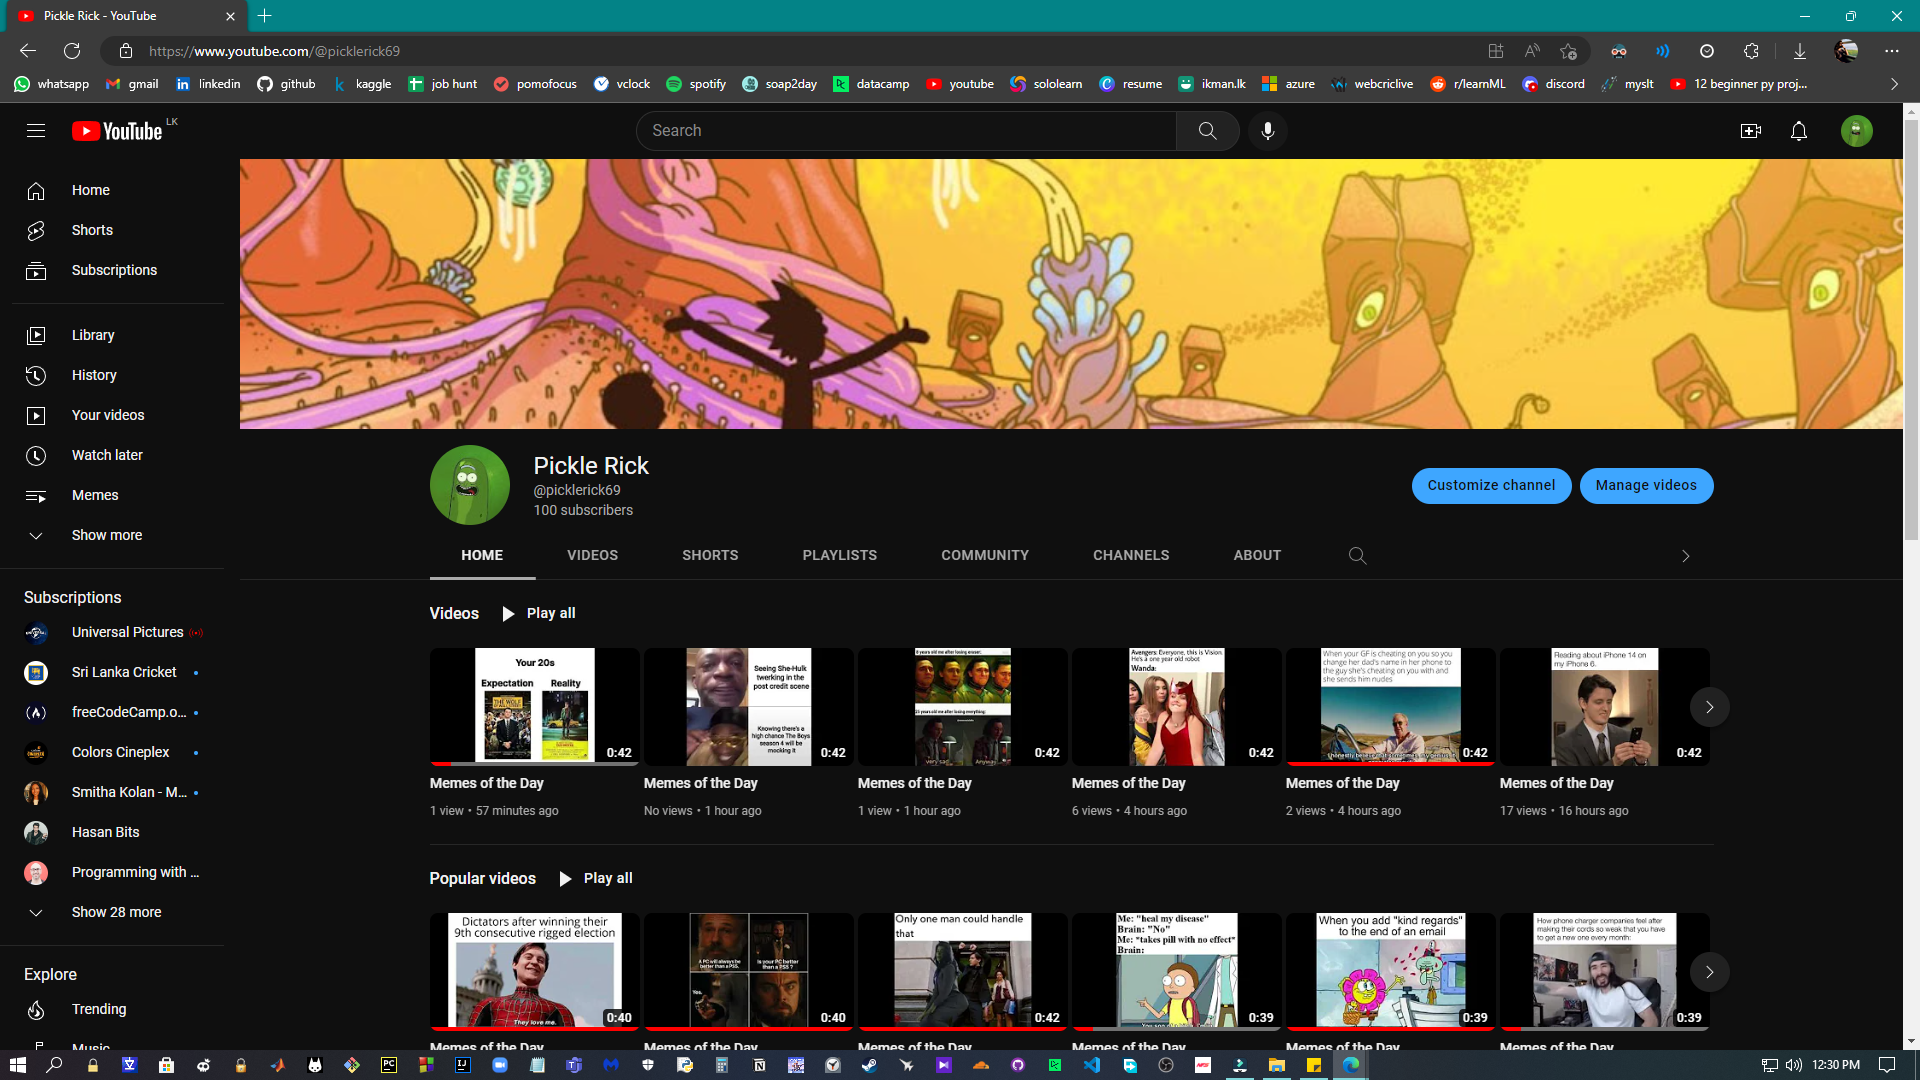 Pickle Rick - YouTube
https://www.youtube.com/@picklerick69
whatsapp gmail linkedin github kaggle job hunt pomofocus vclock spotify soap2day datacamp youtube sololearn resume ikman.lk azure webcriclive r/learnML discord myslt 12 beginner py proj...
YouTube LK
Search
Home
Shorts
Subscriptions
Library
History
Your videos
Watch later
Memes
Show more
Subscriptions
Universal Pictures
Sri Lanka Cricket
freeCodeCamp.o...
Colors Cineplex
Smitha Kolan - M...
Hasan Bits
Programming with ...
Show 28 more
Explore
Trending
Music
Pickle Rick
@picklerick69
100 subscribers
Customize channel
Manage videos
HOME VIDEOS SHORTS PLAYLISTS COMMUNITY CHANNELS ABOUT
Videos Play all
Your 20s
Expectation Reality
0:42
Memes of the Day
1 view • 57 minutes ago
Seeing She-Hulk
twerking in the
post credit scene
Knowing there's a
high chance The Boys
season 4 will be
mocking it
0:42
Memes of the Day
No views • 1 hour ago
very sad
0:42
Memes of the Day
1 view • 1 hour ago
Avengers: Everyone, this is Vision.
He's a one year old robot
Wanda:
0:42
Memes of the Day
6 views • 4 hours ago
When your GF is cheating on you so you
change her dad's name in her phone to
the guy she's cheating on you with and
she sends him nudes
0:42
Memes of the Day
2 views • 4 hours ago
Reading about iPhone 14 on
my iPhone 6.
0:42
Memes of the Day
17 views • 16 hours ago
Popular videos Play all
Dictators after winning their
9th consecutive rigged election
They love me.
0:40
Memes of the Day
A PC will always be
better than a PS5.
Is your PC better
than a PS5 ?
Yes.
0:40
Memes of the Day
Only one man could handle
that
0:42
Memes of the Day
Me: "heal my disease"
Brain: "No"
Me: *takes pill with no effect*
Brain:
0:39
Memes of the Day
When you add "kind regards"
to the end of an email
0:39
Memes of the Day
How phone charger companies feel after
making their cords so weak that you have
to get a new one every month:
0:39
Memes of the Day
12:30 PM